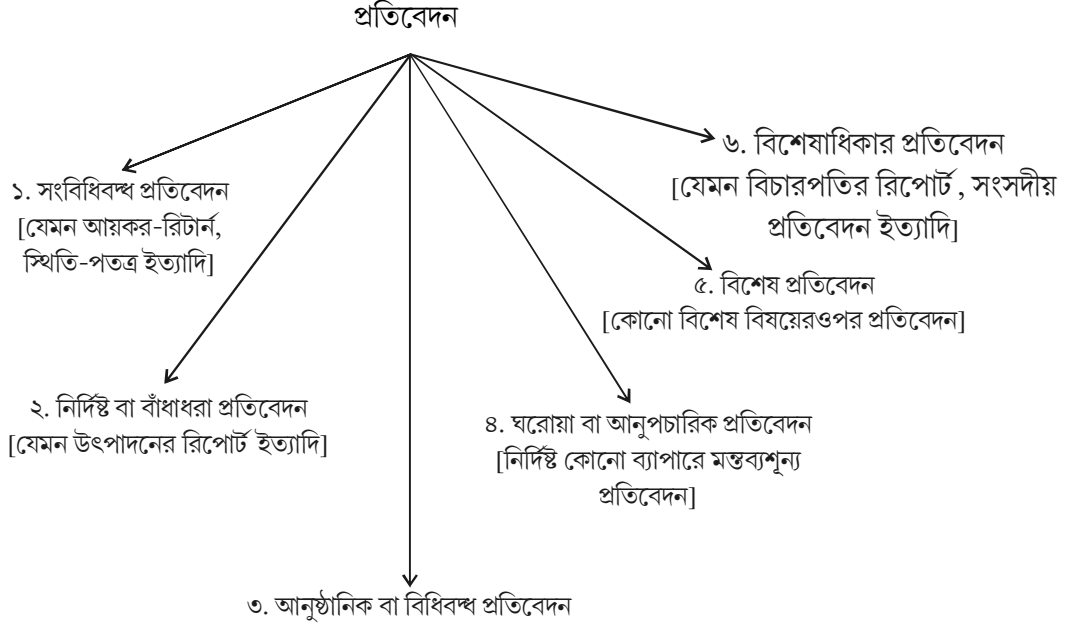 প্রতিবেদন
১. সংবিধিবদ্ধ প্রতিবেদন
[যেমন আয়কর-রিটার্ন,
স্থিতি-পতত্র ইত্যাদি]
২. নির্দিষ্ট বা বাঁধাধরা প্রতিবেদন
[যেমন উৎপাদনের রিপোর্ট ইত্যাদি]
৩. আনুষ্ঠানিক বা বিধিবদ্ধ প্রতিবেদন
৪. ঘরোয়া বা আনুপচারিক প্রতিবেদন
[নির্দিষ্ট কোনো ব্যাপারে মন্তব্যশূন্য
প্রতিবেদন]
৫. বিশেষ প্রতিবেদন
[কোনো বিশেষ বিষয়েরওপর প্রতিবেদন]
৬. বিশেষাধিকার প্রতিবেদন
[যেমন বিচারপতির রিপোর্ট , সংসদীয়
প্রতিবেদন ইত্যাদি]